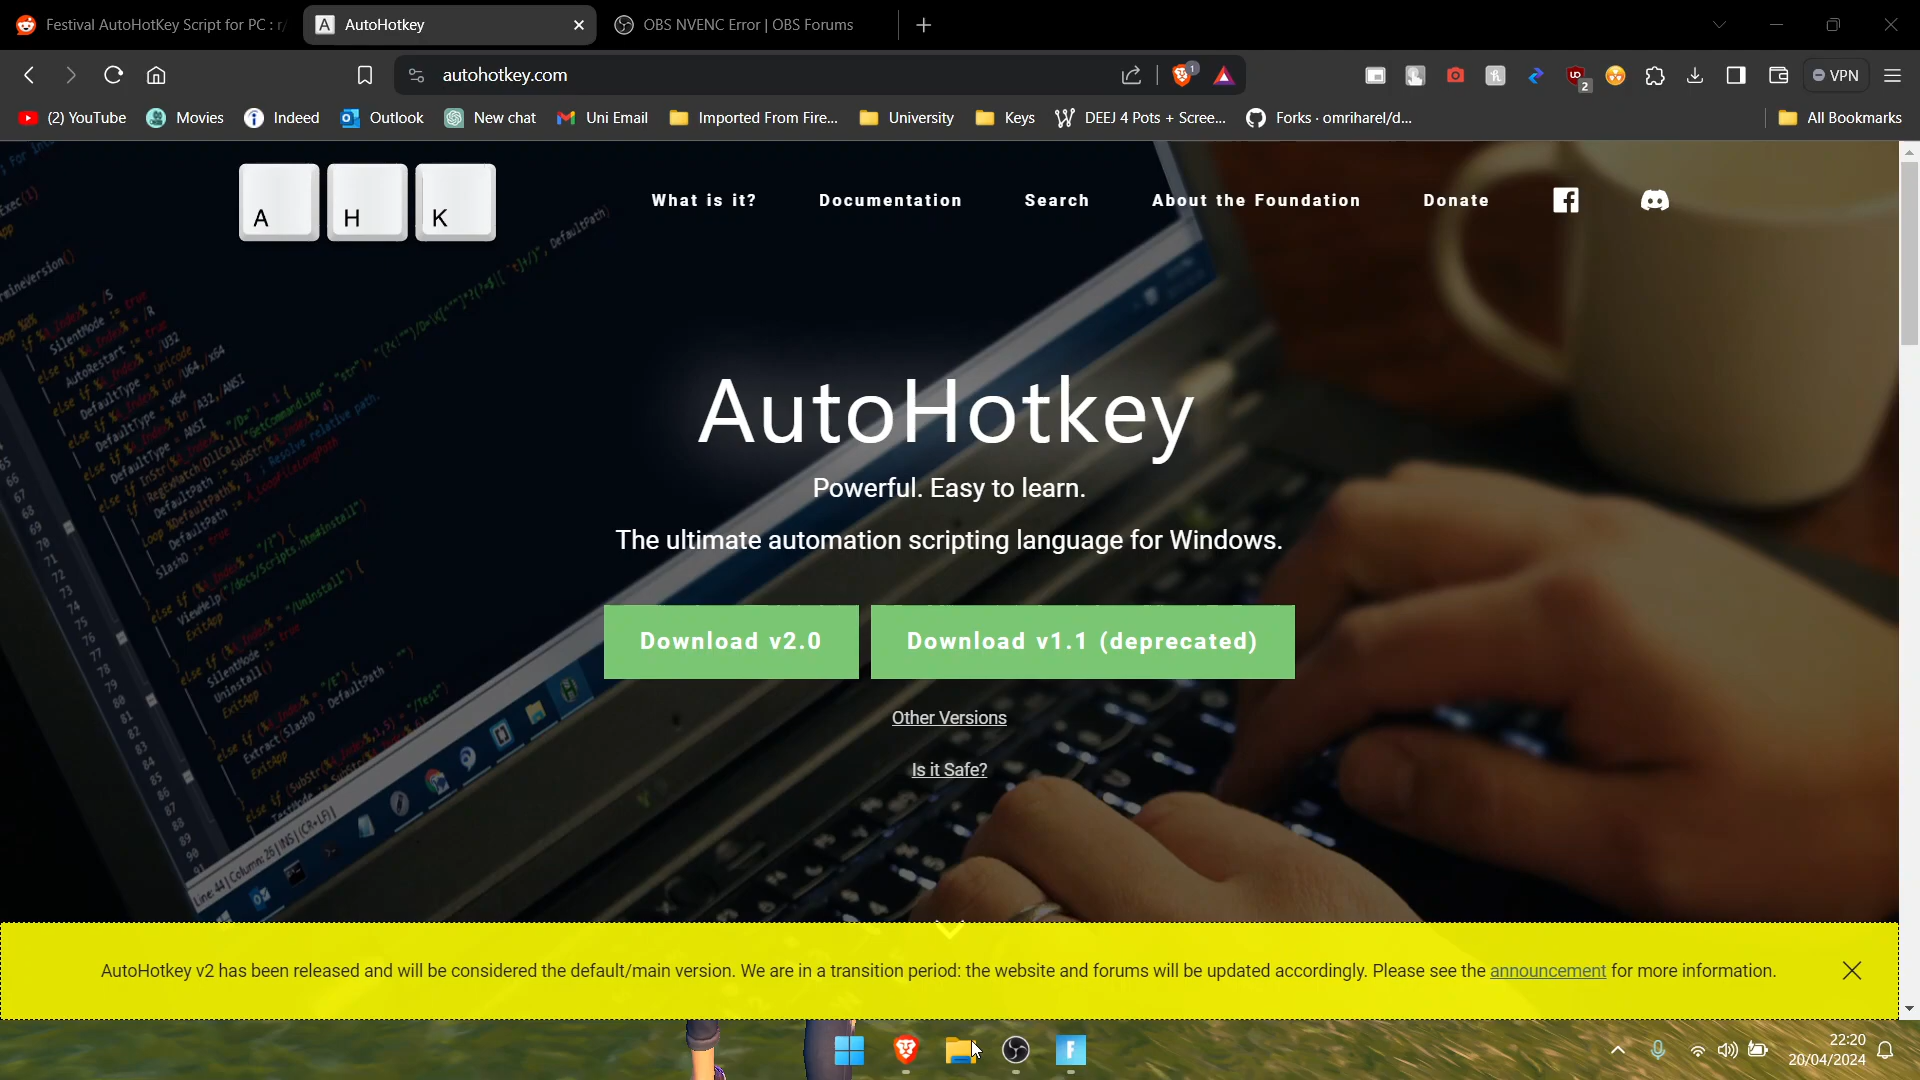 Festival AutoHotKey Script for PC : r/
AutoHotkey
OBS NVENC Error | OBS Forums
autohotkey.com
1
2
VPN
(2) YouTube
Movies
Indeed
Outlook
New chat
Uni Email
Imported From Fire...
University
Keys
DEEJ 4 Pots + Scree...
Forks · omriharel/d...
All Bookmarks
A
H
K
What is it?
Documentation
Search
About the Foundation
Donate
AutoHotkey
Powerful. Easy to learn.
The ultimate automation scripting language for Windows.
Download v2.0
Download v1.1 (deprecated)
Other Versions
Is it Safe?
AutoHotkey v2 has been released and will be considered the default/main version. We are in a transition period: the website and forums will be updated accordingly. Please see the announcement for more information.
22:20
20/04/2024